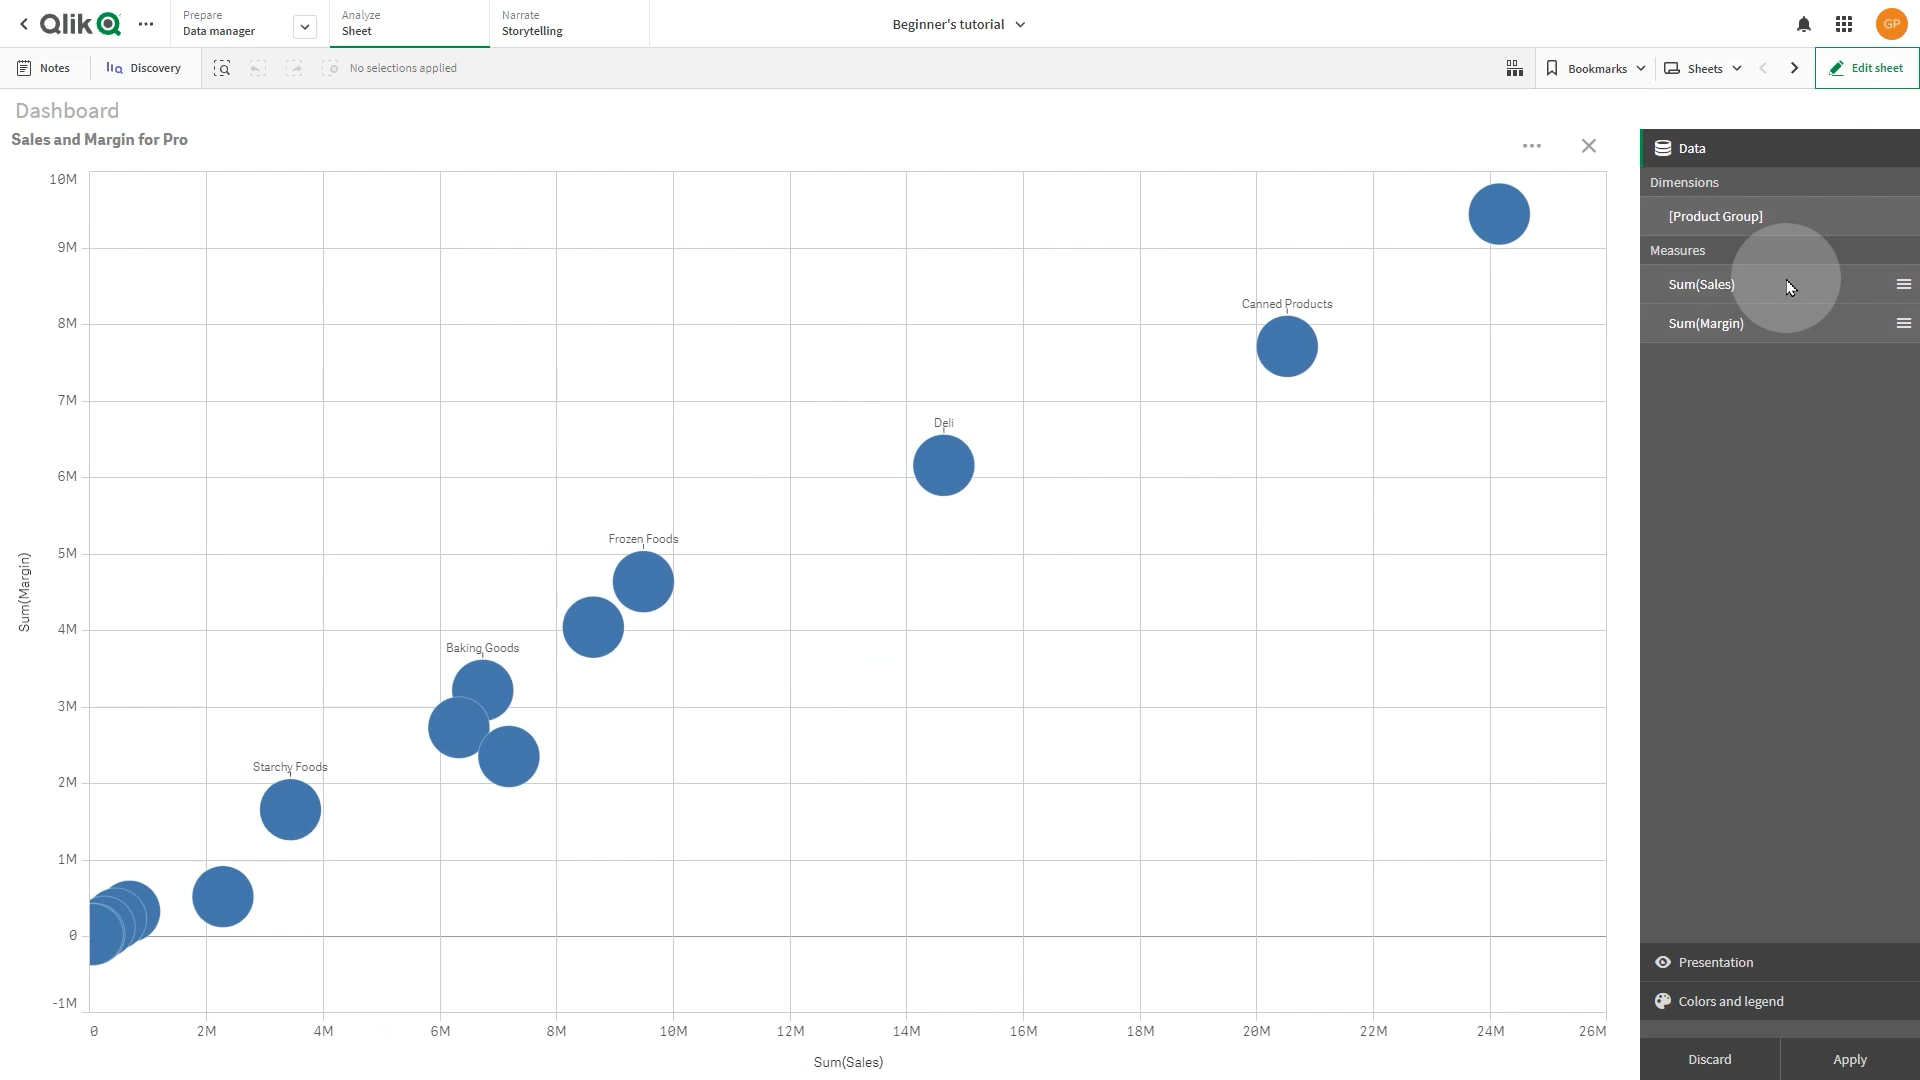 Qlik
Prepare
Data manager
Analyze
Sheet
Narrate
Storytelling
Beginner's tutorial
GP
Notes
Discovery
No selections applied
Bookmarks
Sheets
Edit sheet
Dashboard
Sales and Margin for Pro
10M
9M
8M
7M
6M
5M
4M
3M
2M
1M
0
-1M
Sum(Margin)
Canned Products
Deli
Frozen Foods
Baking Goods
Starchy Foods
0
2M
4M
6M
8M
10M
12M
14M
16M
18M
20M
22M
24M
26M
Sum(Sales)
Data
Dimensions
[Product Group]
Measures
Sum(Sales)
Sum(Margin)
Presentation
Colors and legend
Discard
Apply